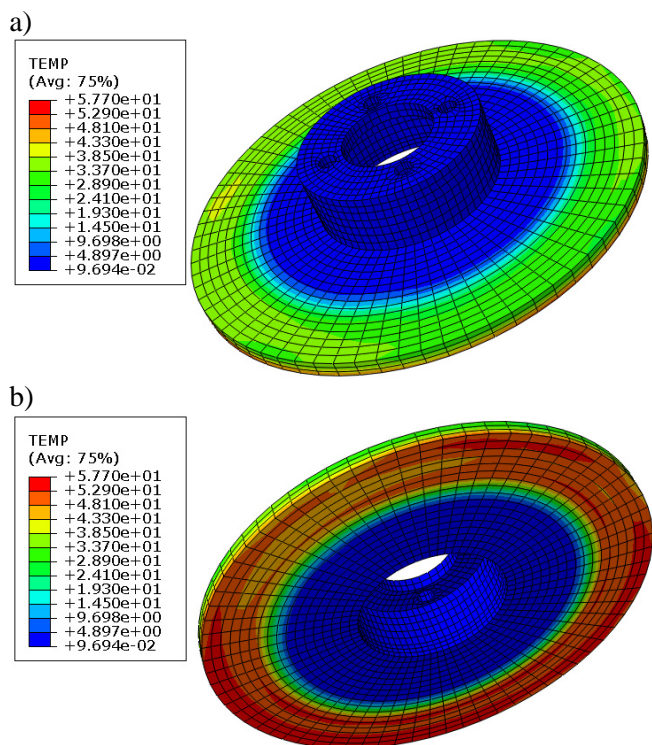 a)
TEMP
(Avg: 75%)
+5.770e+01
+5.290e+01
+4.810e+01
+4.330e+01
+3.850e+01
+3.370e+01
+2.890e+01
+2.410e+01
+1.930e+01
+1.450e+01
+9.698e+00
+4.897e+00
+9.694e-02
b)
TEMP
(Avg: 75%)
+5.770e+01
+5.290e+01
+4.810e+01
+4.330e+01
+3.850e+01
+3.370e+01
+2.890e+01
+2.410e+01
+1.930e+01
+1.450e+01
+9.698e+00
+4.897e+00
+9.694e-02